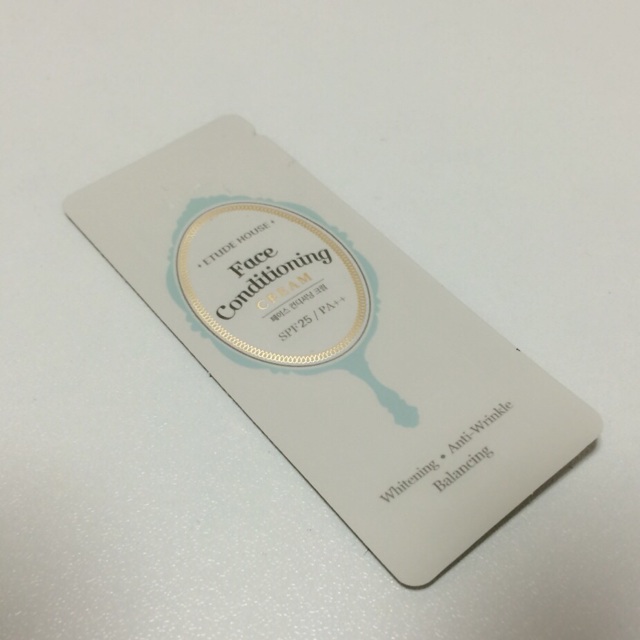 • ETUDE HOUSE •
Face
Conditioning
CREAM
페이스 컨디셔닝 크림
SPF25 / PA++
Whitening • Anti-Wrinkle
Balancing